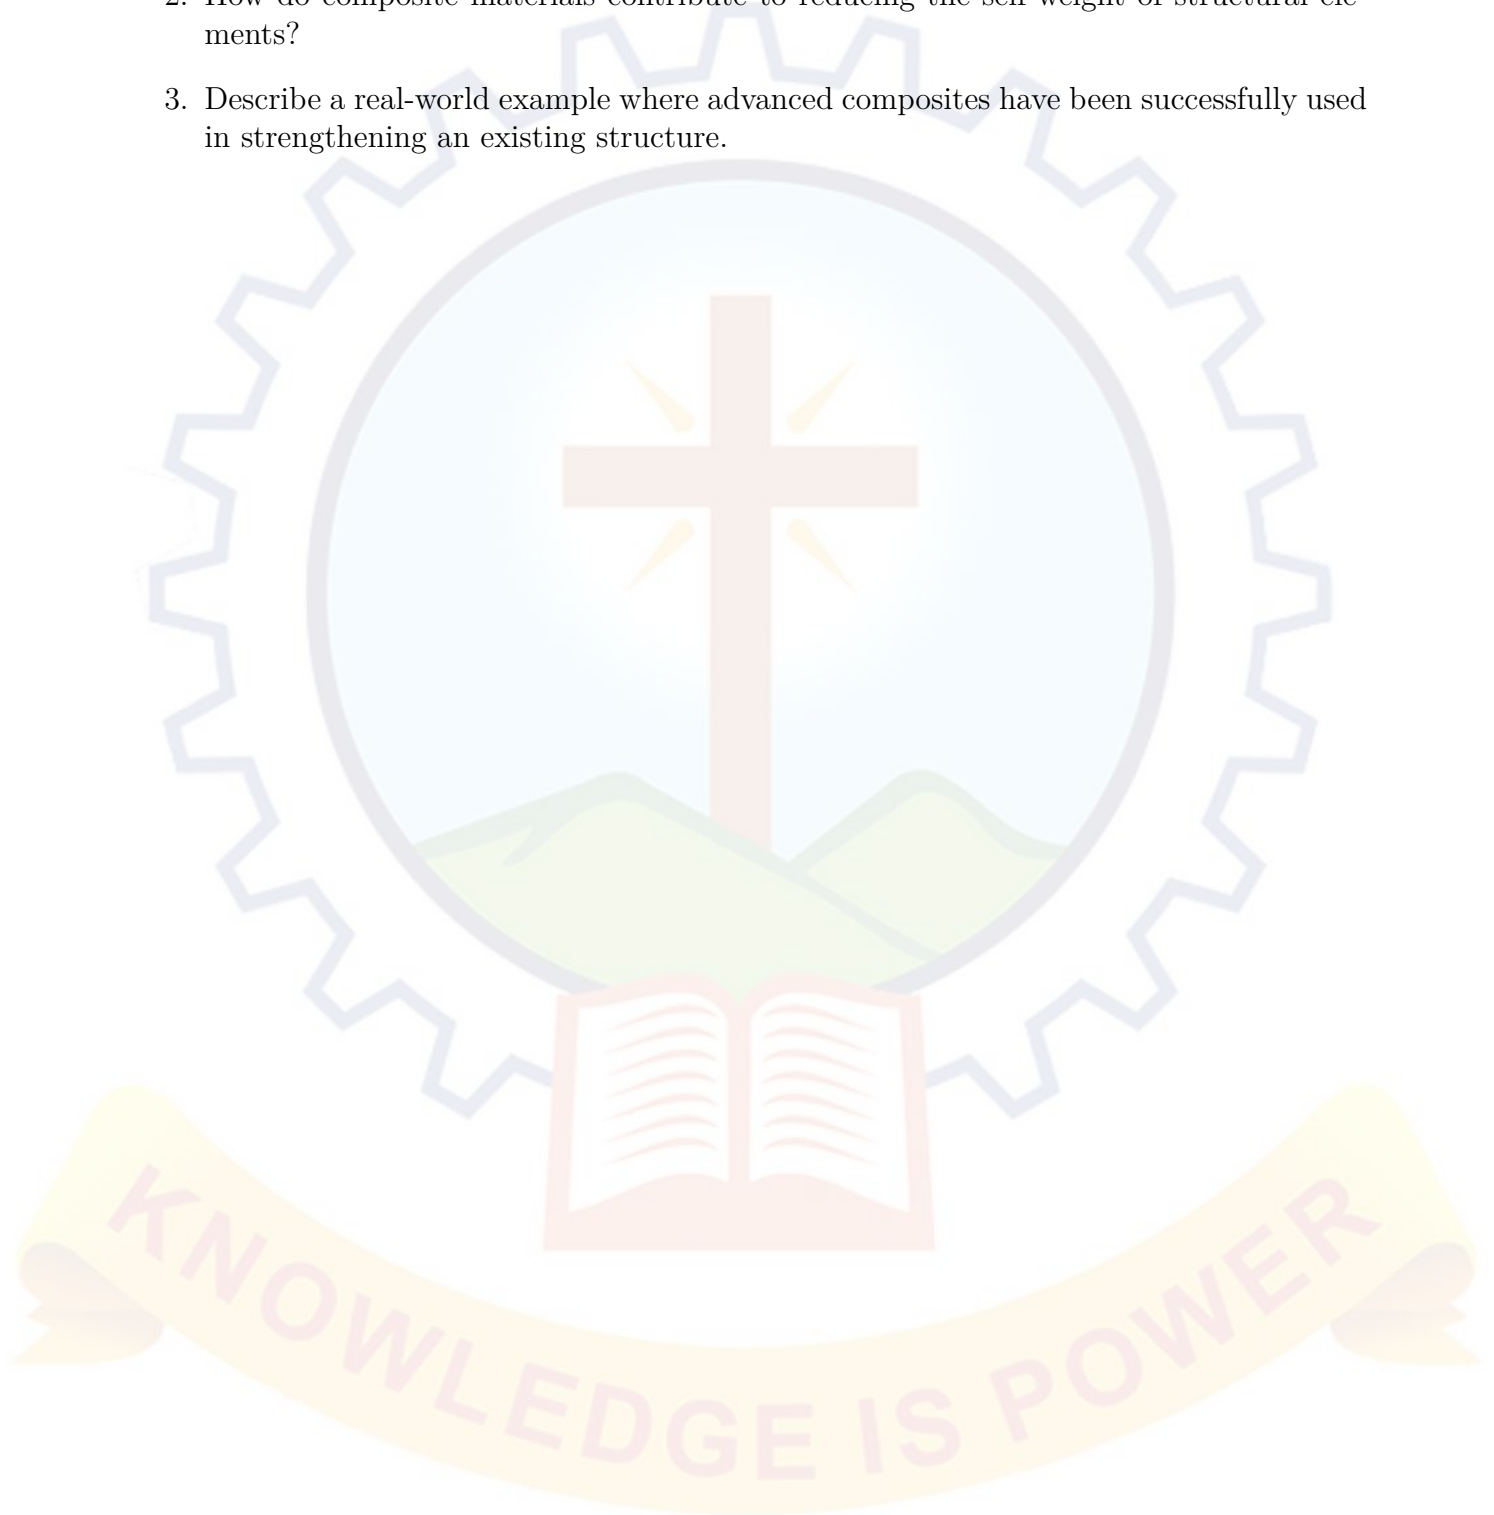 2. How do composite materials contribute to reducing the self-weight of structural ele-
ments?
3. Describe a real-world example where advanced composites have been successfully used
in strengthening an existing structure.
KNOWLEDGE IS POWER